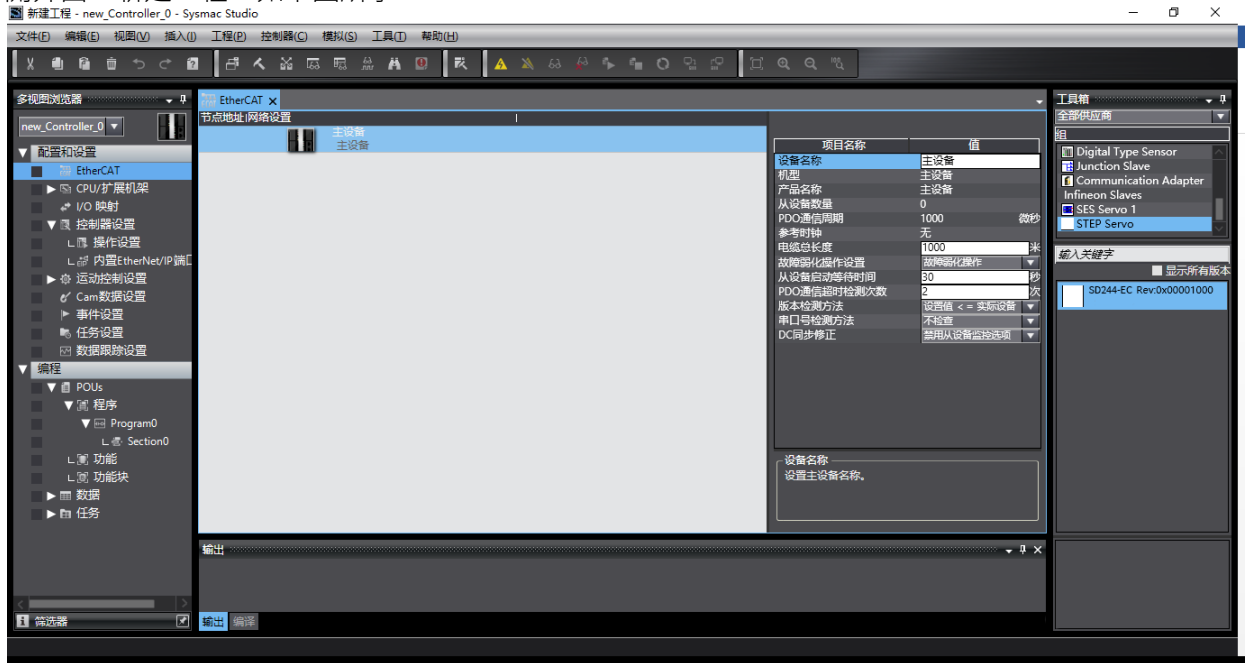 新建工程 - new_Controller_0 - Sysmac Studio
文件(F) 编辑(E) 视图(V) 插入(I) 工程(P) 控制器(C) 模拟(S) 工具(T) 帮助(H)
多视图浏览器
new_Controller_0
配置和设置
EtherCAT
CPU/扩展机架
I/O 映射
控制器设置
操作设置
内置EtherNet/IP端口
运动控制设置
Cam数据设置
事件设置
任务设置
数据跟踪设置
编程
POUs
程序
Program0
Section0
功能
功能块
数据
任务
筛选器
EtherCAT
节点地址|网络设置
主设备
主设备
项目名称 值
设备名称 主设备
机型 主设备
产品名称 主设备
从设备数量 0
PDO通信周期 1000 微秒
参考时钟 无
电缆总长度 1000 米
故障弱化操作设置 故障弱化操作
从设备启动等待时间 30 秒
PDO通信超时检测次数 2 次
版本检测方法 设置值 < = 实际设备
串口号检测方法 不检查
DC同步修正 禁用从设备监控选项
设备名称
设置主设备名称。
输出
输出 编译
工具箱
全部供应商
组
Digital Type Sensor
Junction Slave
Communication Adapter
Infineon Slaves
SES Servo 1
STEP Servo
输入关键字
显示所有版本
SD244-EC Rev:0x00001000